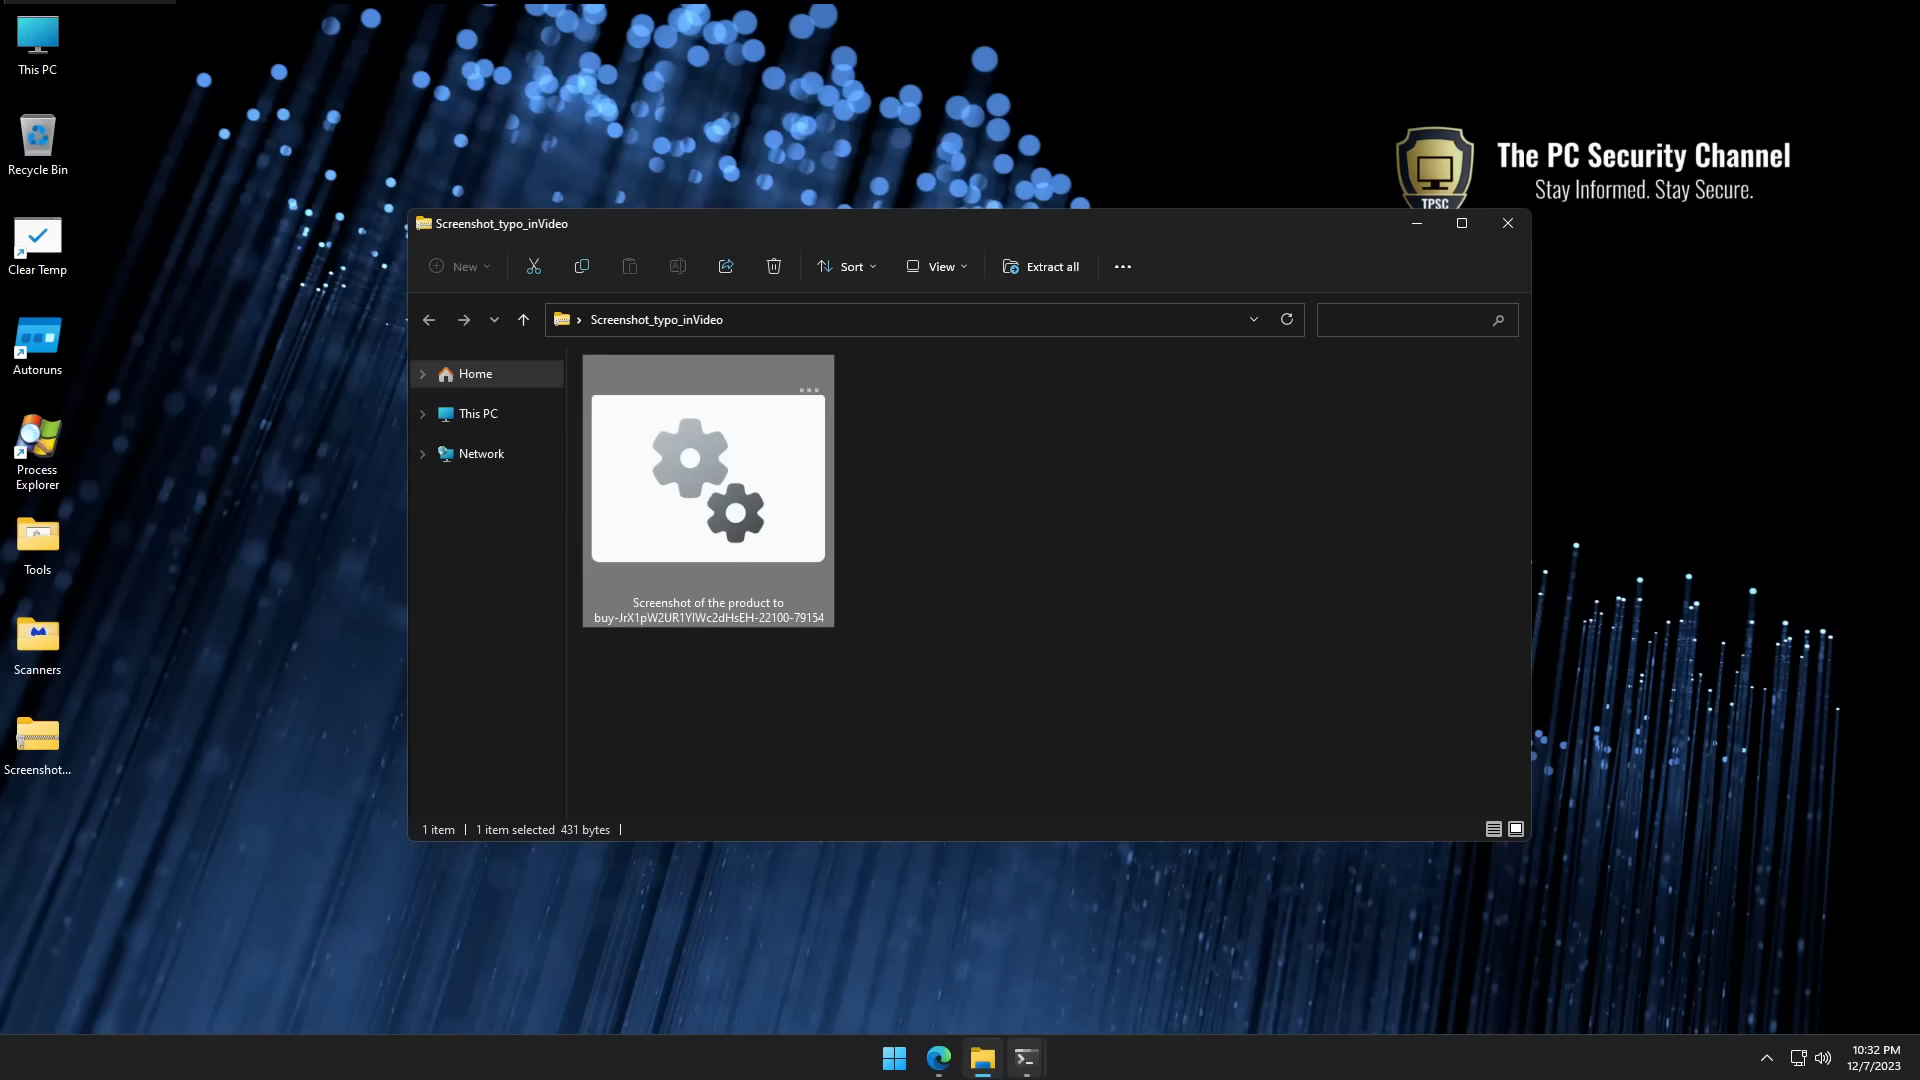 This PC
Recycle Bin
Clear Temp
Autoruns
Process
Explorer
Tools
Scanners
Screenshot...
The PC Security Channel
Stay Informed. Stay Secure.
TPSC
Screenshot_typo_inVideo
New
Sort
View
Extract all
Screenshot_typo_inVideo
Home
This PC
Network
Screenshot of the product to
buy-JrX1pW2UR1YIWc2dHsEH-22100-79154
1 item
1 item selected 431 bytes
10:32 PM
12/7/2023